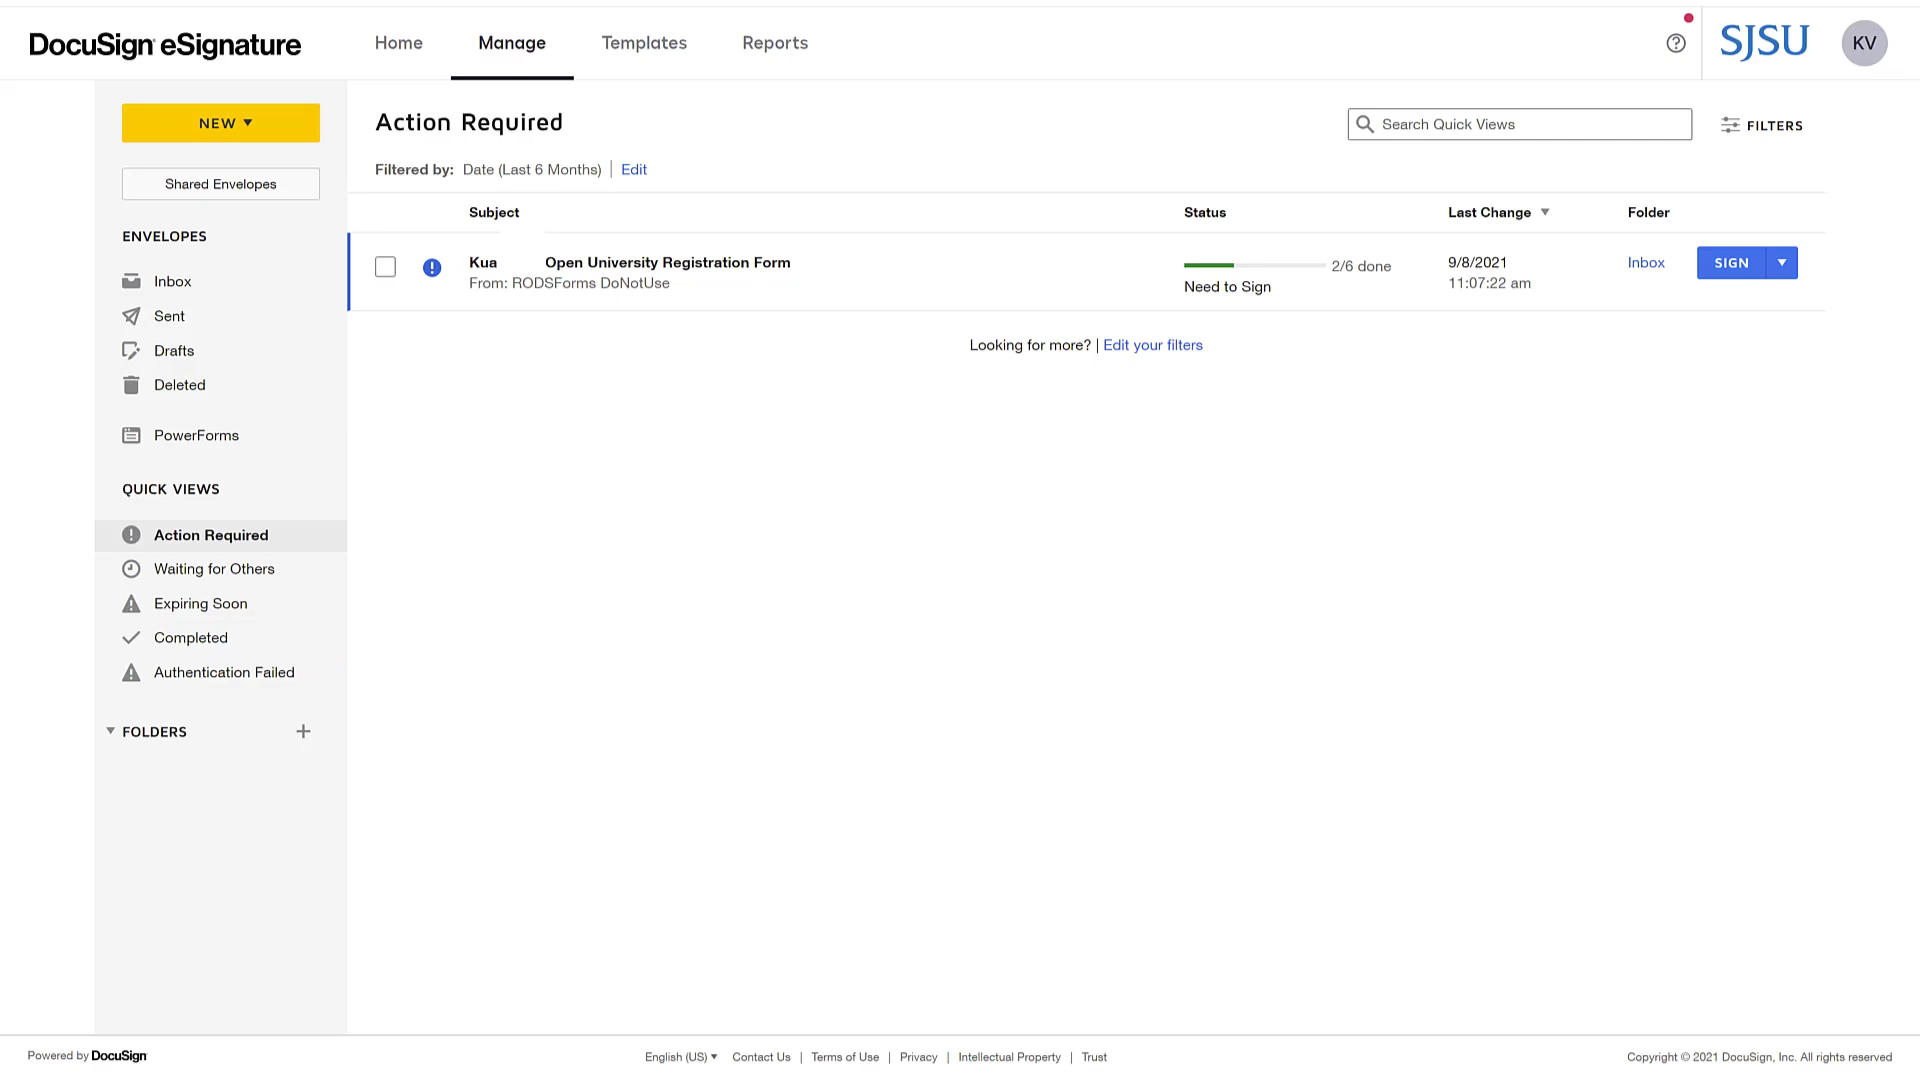 DocuSign eSignature
Home
Manage
Templates
Reports
SJSU
KV
NEW
Shared Envelopes
ENVELOPES
Inbox
Sent
Drafts
Deleted
PowerForms
QUICK VIEWS
Action Required
Waiting for Others
Expiring Soon
Completed
Authentication Failed
FOLDERS
Action Required
Search Quick Views
FILTERS
Filtered by: Date (Last 6 Months) | Edit
Subject Status Last Change Folder
Kua Open University Registration Form
From: RODSForms DoNotUse
2/6 done
Need to Sign
9/8/2021
11:07:22 am
Inbox
SIGN
Looking for more? | Edit your filters
Powered by DocuSign
English (US) Contact Us | Terms of Use | Privacy | Intellectual Property | Trust
Copyright © 2021 DocuSign, Inc. All rights reserved